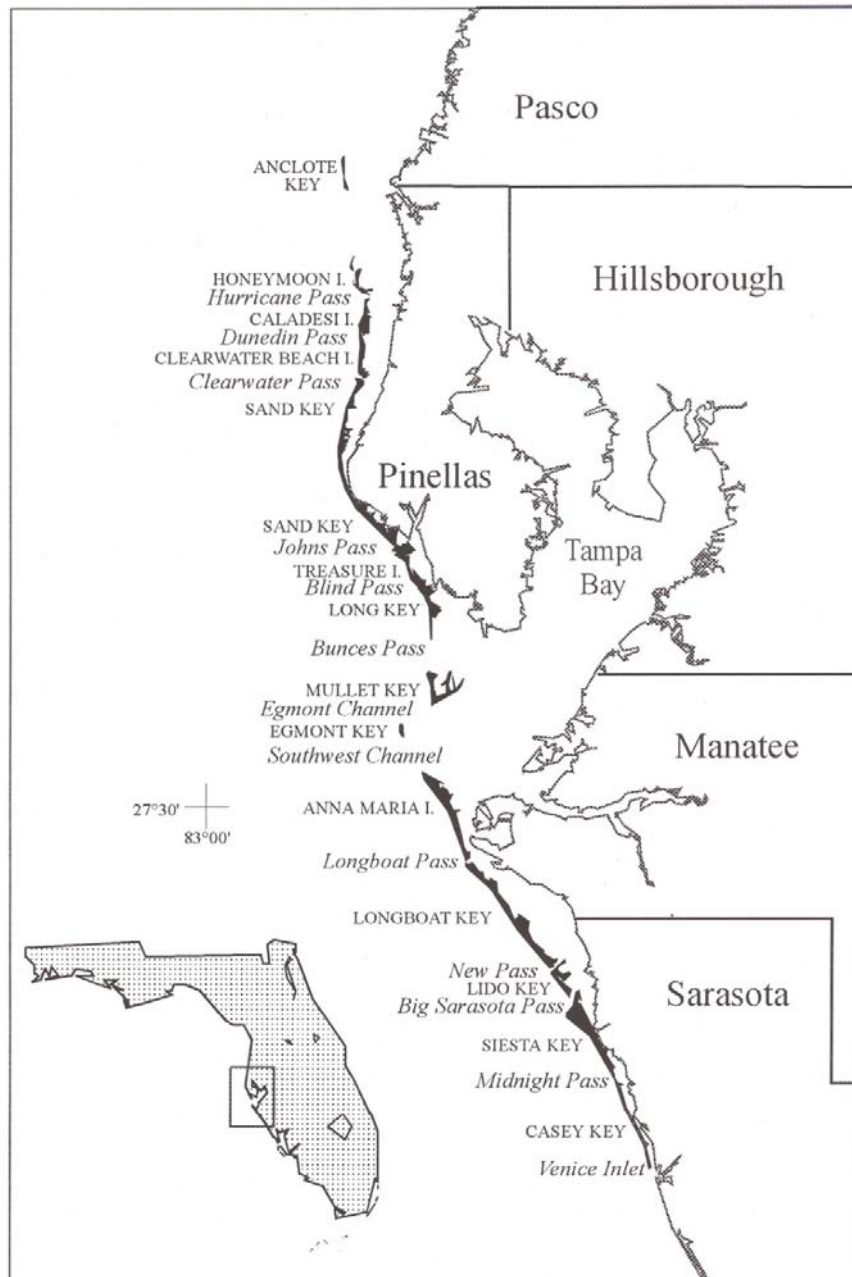 Pasco
ANCLOTE
KEY
Hillsborough
HONEYMOON I.
Hurricane Pass
CALADESI I.
Dunedin Pass
CLEARWATER BEACH I.
Clearwater Pass
SAND KEY
Pinellas
SAND KEY
Johns Pass
TREASURE I.
Blind Pass
LONG KEY
Tampa
Bay
Bunces Pass
MULLET KEY
Egmont Channel
EGMONT KEY
Southwest Channel
Manatee
27°30'
83°00'
ANNA MARIA I.
Longboat Pass
LONGBOAT KEY
New Pass
LIDO KEY
Big Sarasota Pass
Sarasota
SIESTA KEY
Midnight Pass
CASEY KEY
Venice Inlet